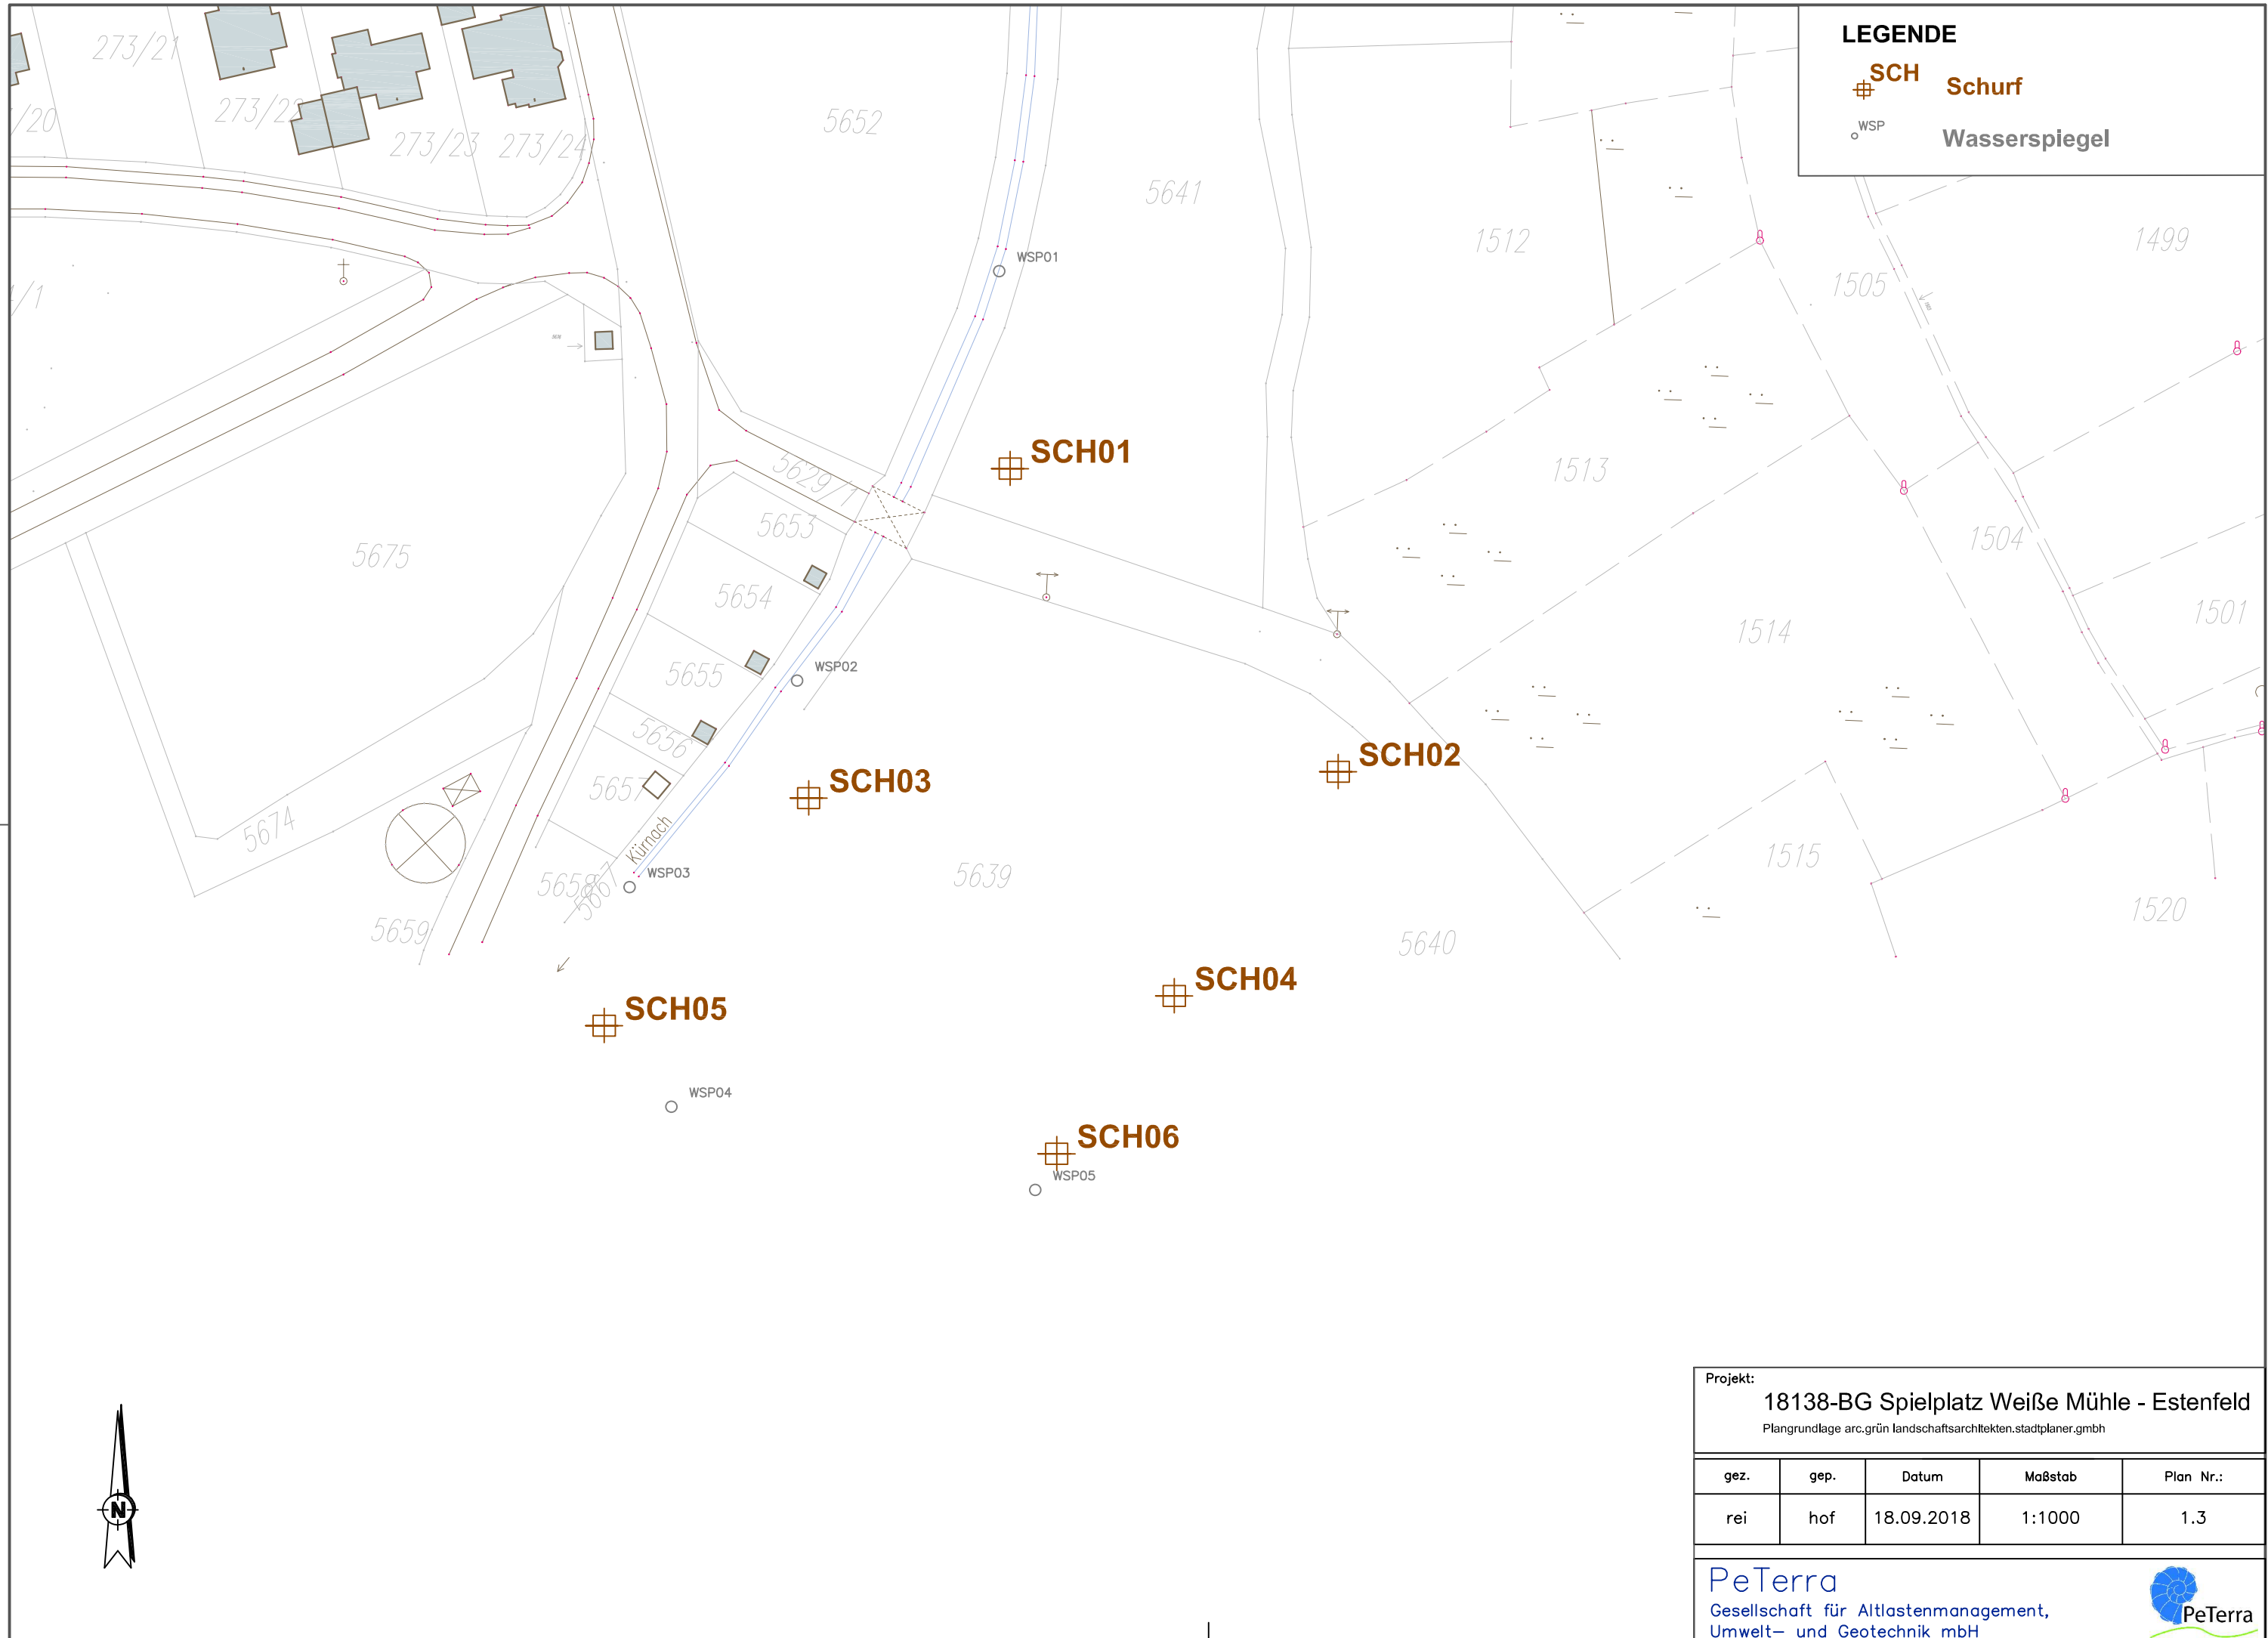 LEGENDE
SCH
Schurf
WSP
Wasserspiegel
273/21
/20
273/22
273/23
273/24
5652
5641
1512
1499
1505
/1
WSP01
SCH01
5629/1
1513
5653
5675
1504
5654
1501
1514
5655
WSP02
5656
SCH02
SCH03
5657
Kürnach
5674
1515
5639
WSP03
5658
5667
5659
1520
5640
SCH04
SCH05
WSP04
SCH06
WSP05
N
Projekt:
18138-BG Spielplatz Weiße Mühle - Estenfeld
Plangrundlage arc.grün landschaftsarchitekten.stadtplaner.gmbh
gez. gep. Datum Maßstab Plan Nr.:
rei hof 18.09.2018 1:1000 1.3
PeTerra
Gesellschaft für Altlastenmanagement,
Umwelt- und Geotechnik mbH
PeTerra